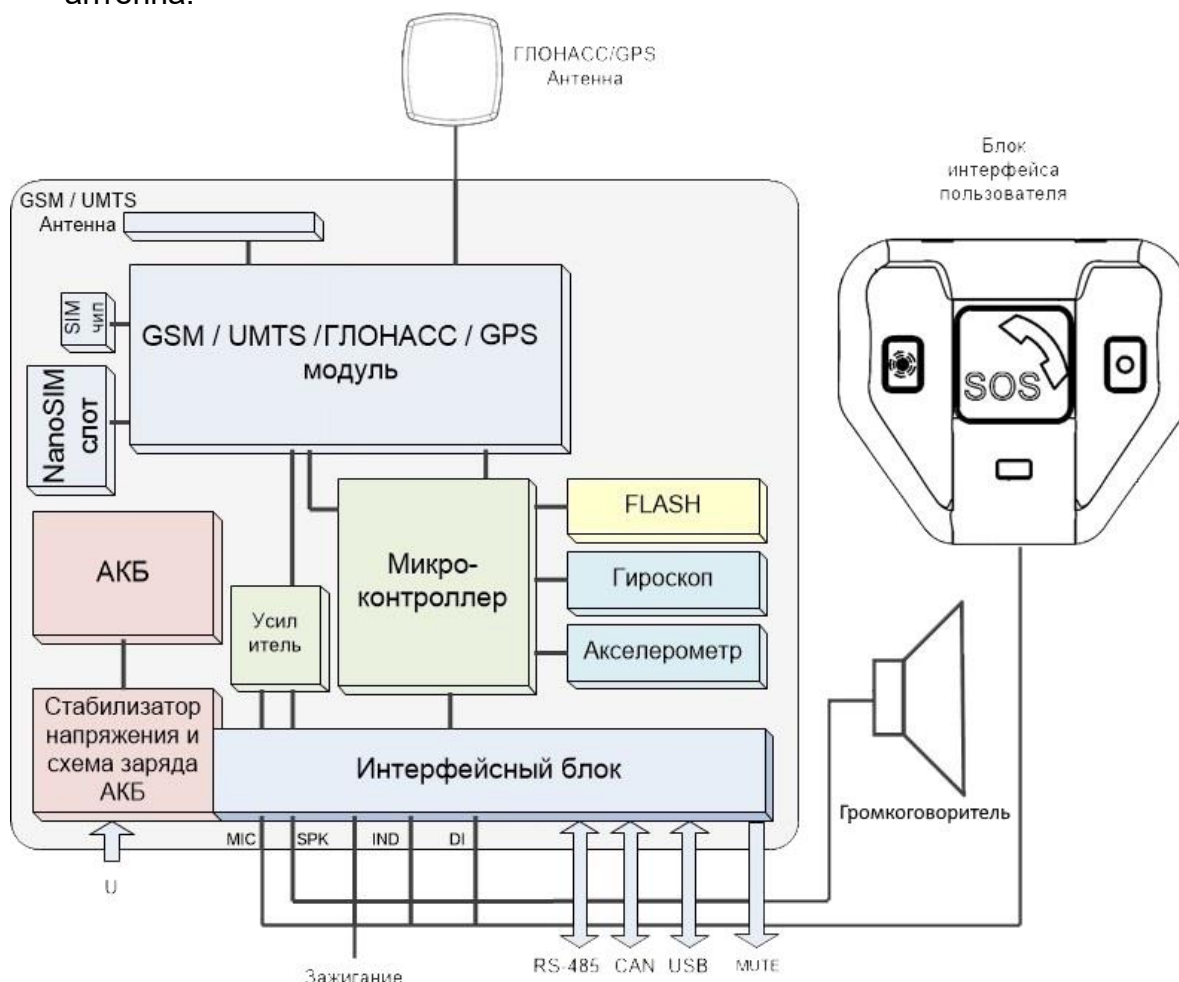 антенна.
ГЛОНАСС/GPS
Антенна
Блок
интерфейса
пользователя
GSM / UMTS
Антенна
SIM
чип
GSM / UMTS /ГЛОНАСС / GPS
модуль
NanoSIM
слот
SOS
FLASH
АКБ
Микро-
контроллер
Гироскоп
Усил
итель
Акселерометр
Стабилизатор
напряжения и
схема заряда
АКБ
Интерфейсный блок
Громкоговоритель
MIC
SPK
IND
DI
U
RS-485
CAN
USB
MUTE
Зажигание